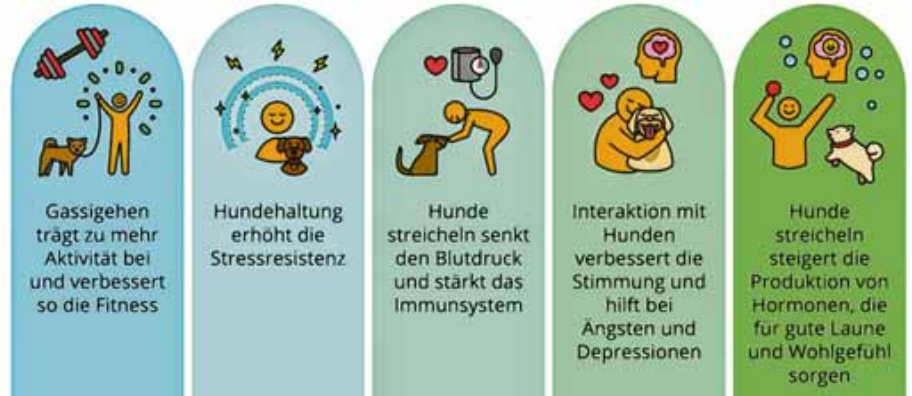 Gassigehen
trägt zu mehr
Aktivität bei
und verbessert
so die Fitness
Hundehaltung
erhöht die
Stressresistenz
Hunde
streicheln senkt
den Blutdruck
und stärkt das
Immunsystem
Interaktion mit
Hunden
verbessert die
Stimmung und
hilft bei
Ängsten und
Depressionen
Hunde
streicheln
steigert die
Produktion von
Hormonen, die
für gute Laune
und Wohlgefühl
sorgen